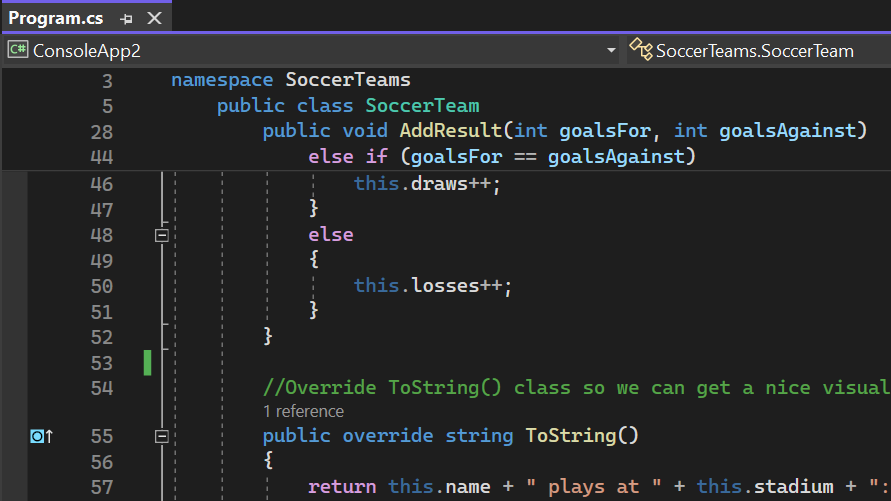 Program.cs
C# ConsoleApp2 SoccerTeams.SoccerTeam
3 namespace SoccerTeams
5 public class SoccerTeam
28 public void AddResult(int goalsFor, int goalsAgainst)
44 else if (goalsFor == goalsAgainst)
46 this.draws++;
47 }
48 else
49 {
50 this.losses++;
51 }
52 }
53
54 //Override ToString() class so we can get a nice visual
1 reference
55 public override string ToString()
56 {
57 return this.name + " plays at " + this.stadium + ".